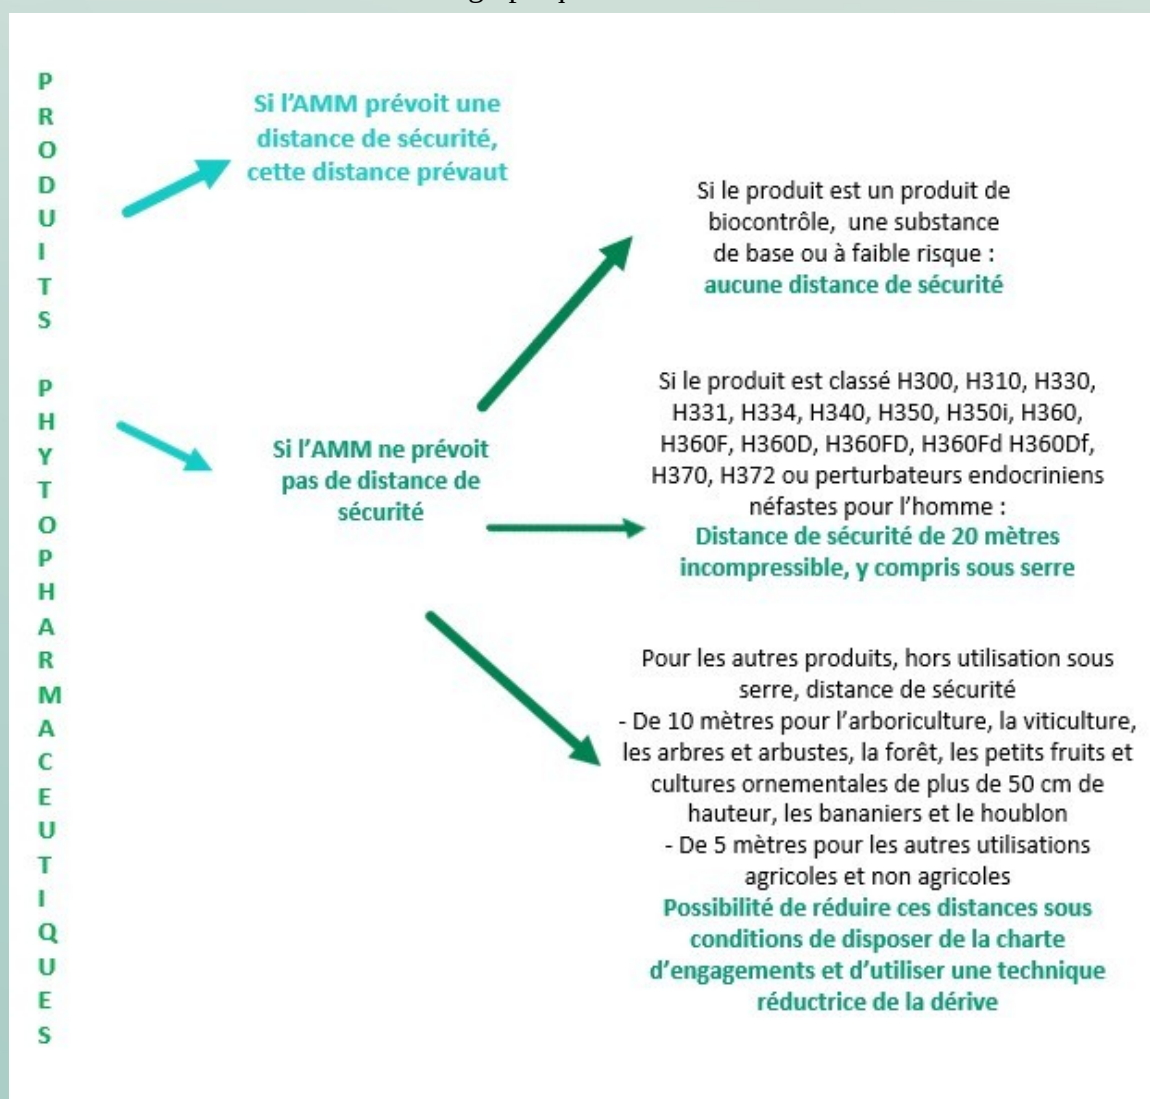 PRODUITS PHYTOPHARMACEUTIQUES
Si l'AMM prévoit une
distance de sécurité,
cette distance prévaut
Si l'AMM ne prévoit
pas de distance de
sécurité
Si le produit est un produit de
biocontrôle, une substance
de base ou à faible risque :
aucune distance de sécurité
Si le produit est classé H300, H310, H330,
H331, H334, H340, H350, H350i, H360,
H360F, H360D, H360FD, H360Fd H360Df,
H370, H372 ou perturbateurs endocriniens
néfastes pour l'homme :
Distance de sécurité de 20 mètres
incompressible, y compris sous serre
Pour les autres produits, hors utilisation sous
serre, distance de sécurité
- De 10 mètres pour l'arboriculture, la viticulture,
les arbres et arbustes, la forêt, les petits fruits et
cultures ornementales de plus de 50 cm de
hauteur, les bananiers et le houblon
- De 5 mètres pour les autres utilisations
agricoles et non agricoles
Possibilité de réduire ces distances sous
conditions de disposer de la charte
d'engagements et d'utiliser une technique
réductrice de la dérive